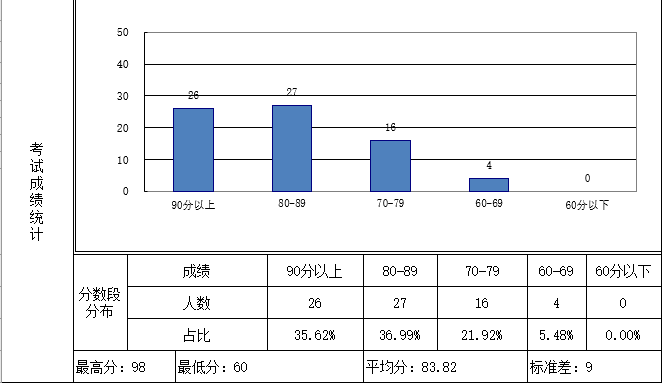 考试成绩统计
50
40
30
20
10
0
26
27
16
4
0
90分以上 80-89 70-79 60-69 60分以下
分数段分布
成绩 90分以上 80-89 70-79 60-69 60分以下
人数 26 27 16 4 0
占比 35.62% 36.99% 21.92% 5.48% 0.00%
最高分：98 最低分：60 平均分：83.82 标准差：9